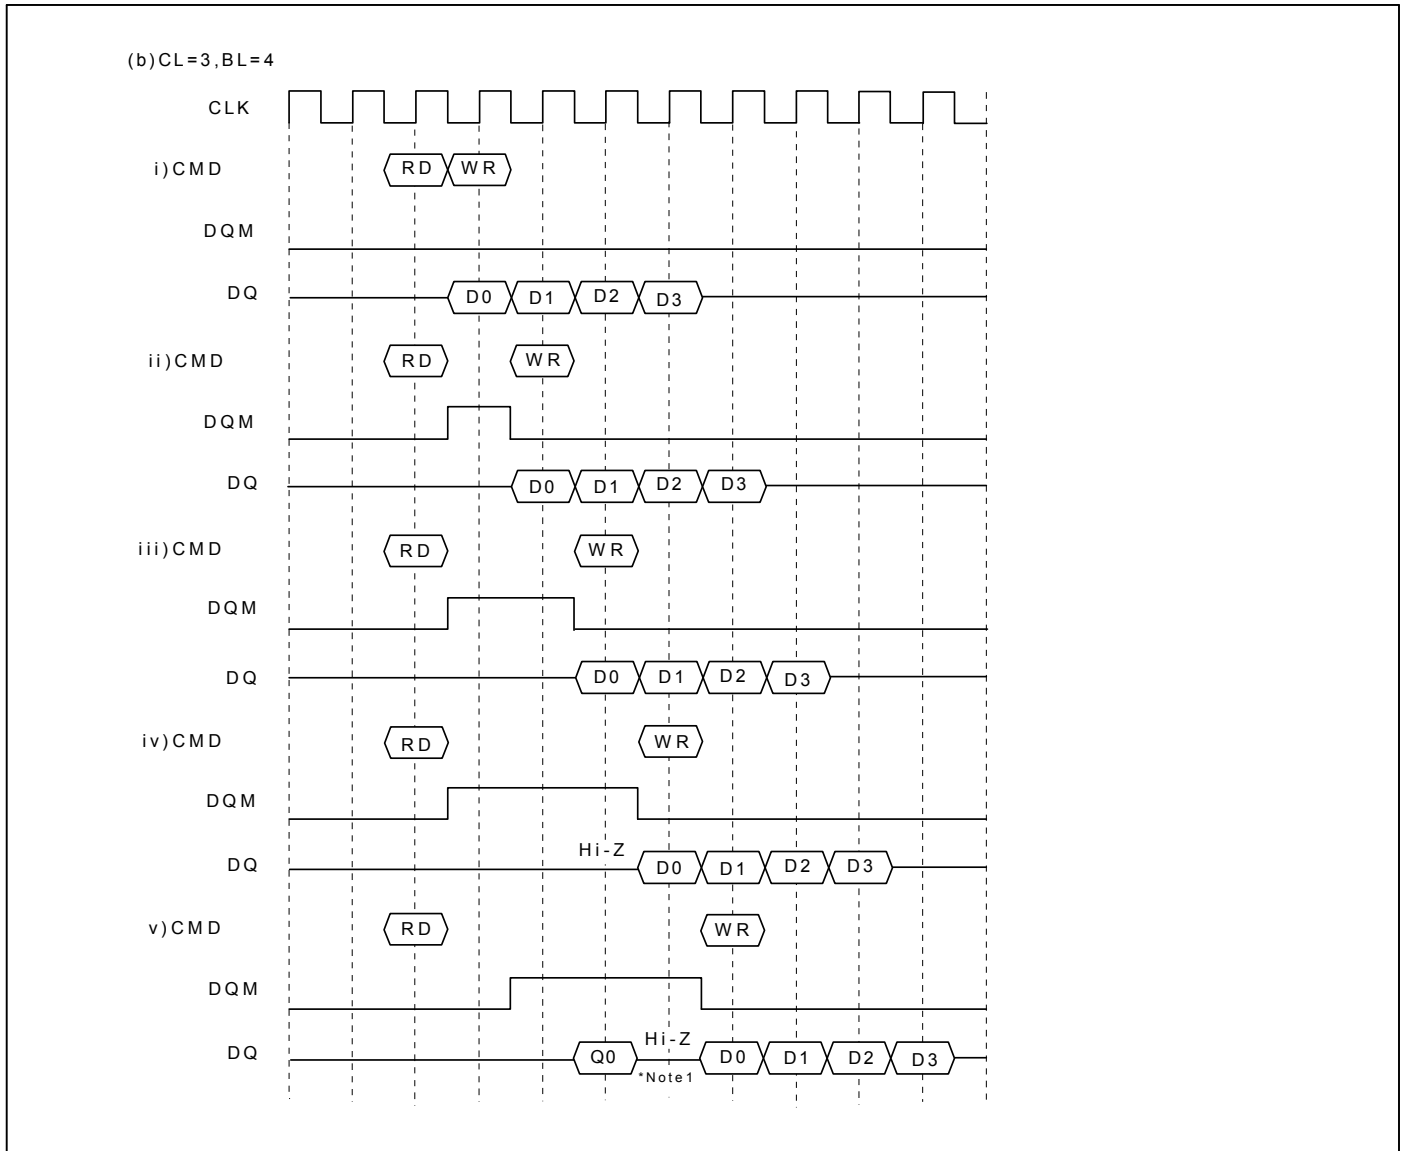 (b)CL=3,BL=4
CLK
i)CMD RD WR
DQM
DQ D0 D1 D2 D3
ii)CMD RD WR
DQM
DQ D0 D1 D2 D3
iii)CMD RD WR
DQM
DQ D0 D1 D2 D3
iv)CMD RD WR
DQM
Hi-Z
DQ D0 D1 D2 D3
v)CMD RD WR
DQM
Hi-Z
DQ Q0 D0 D1 D2 D3
*Note1